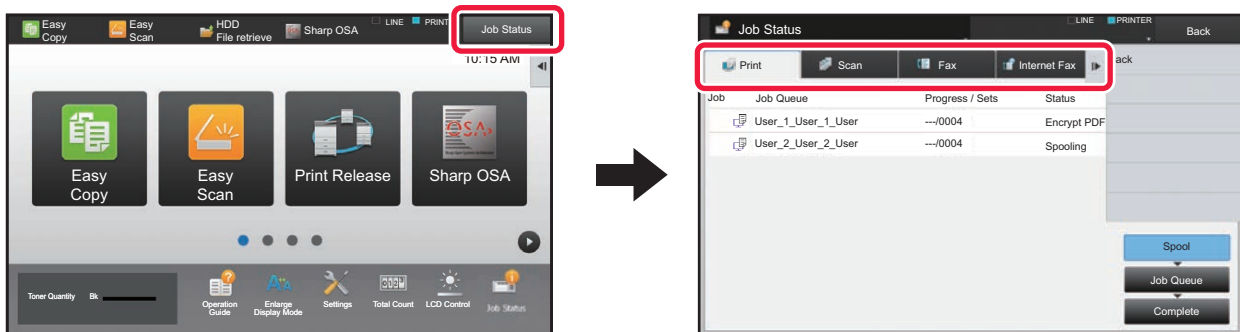 Easy Copy
Easy Scan
HDD File retrieve
Sharp OSA
LINE
PRINT
Job Status
10:15 AM
Easy Copy
Easy Scan
Print Release
Sharp OSA
Toner Quantity Bk
Operation Guide
Enlarge Display Mode
Settings
Total Count
LCD Control
Job Status
Job Status
LINE
PRINTER
Back
Print
Scan
Fax
Internet Fax
ack
Job
Job Queue
Progress / Sets
Status
User_1_User_1_User ---/0004 Encrypt PDF
User_2_User_2_User ---/0004 Spooling
Spool
Job Queue
Complete